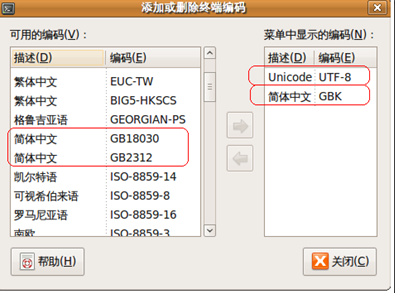 添加或删除终端编码
可用的编码(V)：
菜单中显示的编码(N)：
描述(D) 编码(E)
繁体中文 EUC-TW
繁体中文 BIG5-HKSCS
格鲁吉亚语 GEORGIAN-PS
简体中文 GB18030
简体中文 GB2312
凯尔特语 ISO-8859-14
可视希伯来语 ISO-8859-8
罗马尼亚语 ISO-8859-16
南欧 ISO-8859-3
描述(D) 编码(E)
Unicode UTF-8
简体中文 GBK
帮助(H)
关闭(C)